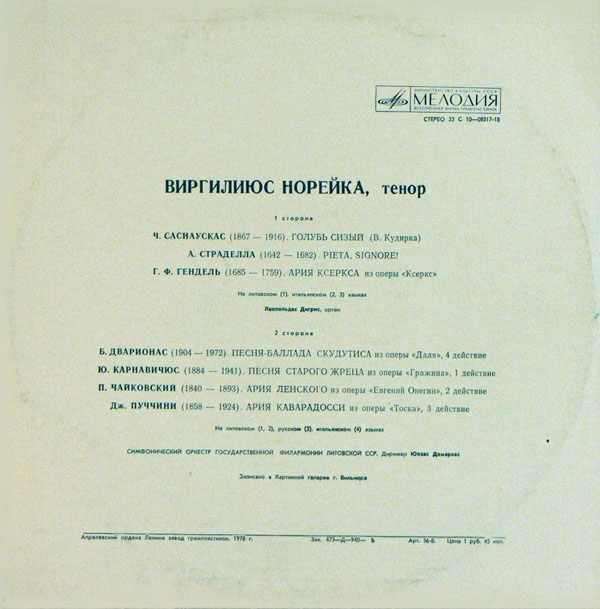 МИНИСТЕРСТВО КУЛЬТУРЫ СССР
МЕЛОДИЯ
ВСЕСОЮЗНАЯ ФИРМА ГРАМПЛАСТИНОК
СТЕРЕО 33 С 10—08517-18
ВИРГИЛИЮС НОРЕЙКА, тенор
1 сторона
Ч. САСНАУСКАС (1867 — 1916). ГОЛУБЬ СИЗЫЙ (В. Кудирка)
А. СТРАДЕЛЛА (1642 — 1682). PIETA, SIGNORE!
Г. Ф. ГЕНДЕЛЬ (1685 — 1759). АРИЯ КСЕРКСА из оперы «Ксеркс»
На литовском (1), итальянском (2, 3) языках
Леопольдас Дигрис, орган
2 сторона
Б. ДВАРИОНАС (1904 — 1972). ПЕСНЯ-БАЛЛАДА СКУДУТИСА из оперы «Даля», 4 действие
Ю. КАРНАВИЧЮС (1884 — 1941). ПЕСНЯ СТАРОГО ЖРЕЦА из оперы «Гражина», 1 действие
П. ЧАЙКОВСКИЙ (1840 — 1893). АРИЯ ЛЕНСКОГО из оперы «Евгений Онегин», 2 действие
Дж. ПУЧЧИНИ (1858 — 1924). АРИЯ КАВАРАДОССИ из оперы «Тоска», 3 действие
На литовском (1, 2), русском (3), итальянском (4) языках
СИМФОНИЧЕСКИЙ ОРКЕСТР ГОСУДАРСТВЕННОЙ ФИЛАРМОНИИ ЛИТОВСКОЙ ССР. Дирижер Юозас Домаркас
Записано в Картинной галерее г. Вильнюса
Апрелевский ордена Ленина завод грампластинок. 1978 г. Зак. 473—Д—940— Б Арт. 36-8. Цена 1 руб. 45 коп.